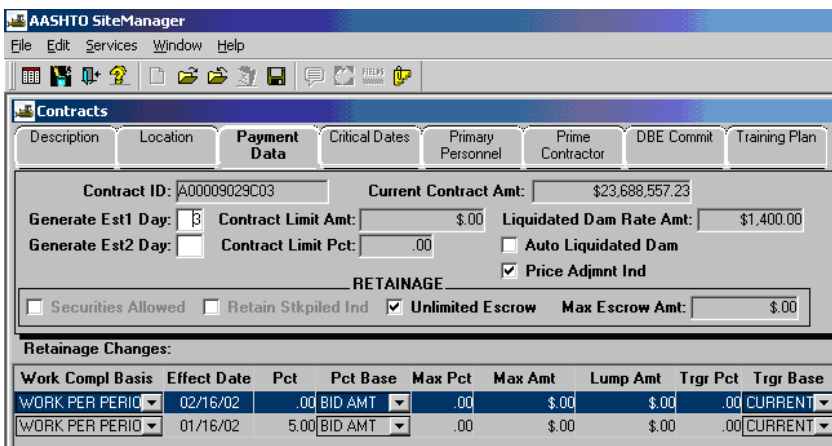 AASHTO SiteManager
File Edit Services Window Help
FIELDS
Contracts
Description Location Payment Data Critical Dates Primary Personnel Prime Contractor DBE Commit Training Plan
Contract ID: A00009029C03 Current Contract Amt: $23,688,557.23
Generate Est1 Day: 3 Contract Limit Amt: $.00 Liquidated Dam Rate Amt: $1,400.00
Generate Est2 Day: Contract Limit Pct: .00 Auto Liquidated Dam
Price Adjmnt Ind
RETAINAGE
Securities Allowed Retain Stkpiled Ind Unlimited Escrow Max Escrow Amt: $.00
Retainage Changes:
Work Compl Basis Effect Date Pct Pct Base Max Pct Max Amt Lump Amt Trgr Pct Trgr Base
WORK PER PERIO 02/16/02 .00 BID AMT .00 $.00 $.00 .00 CURRENT
WORK PER PERIO 01/16/02 5.00 BID AMT .00 $.00 $.00 .00 CURRENT